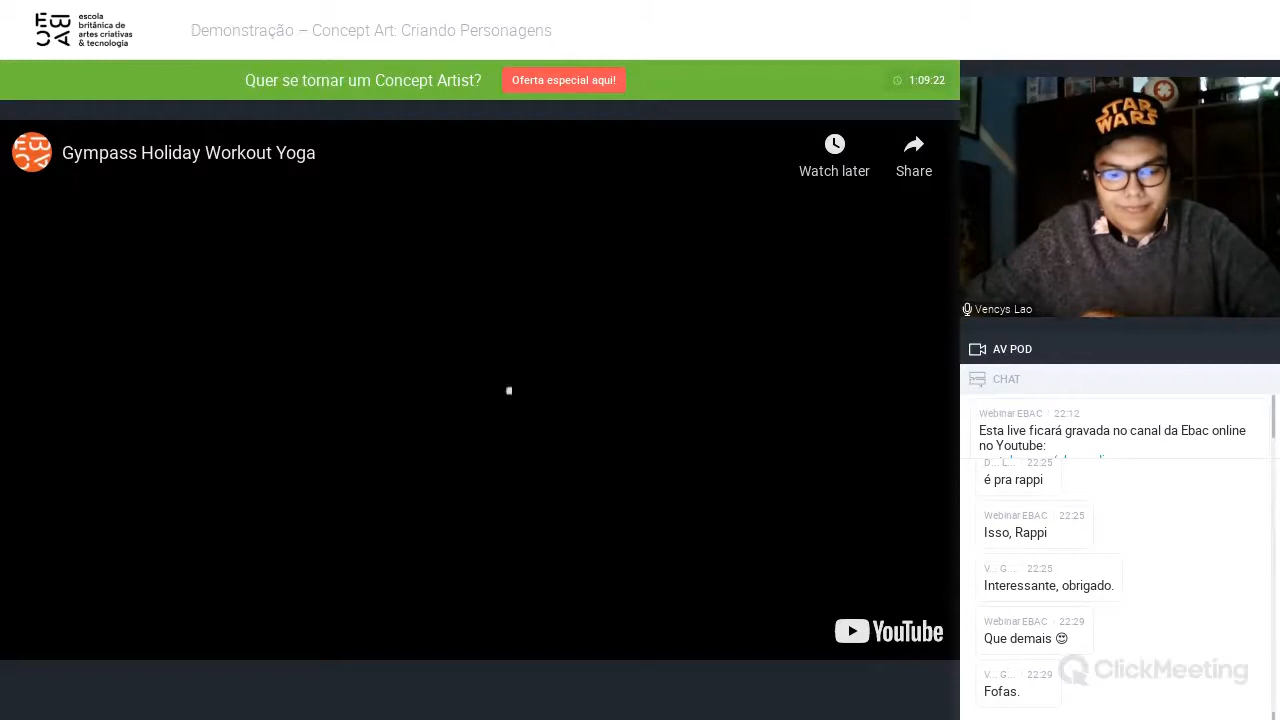 escola
britânica de
artes criativas
& tecnologia
EBAC
Demonstração – Concept Art: Criando Personagens
Quer se tornar um Concept Artist?
Oferta especial aqui!
1:09:22
Gympass Holiday Workout Yoga
Watch later
Share
YouTube
STAR
WARS
Vencys Lao
AV POD
CHAT
Webinar EBAC · 22:12
Esta live ficará gravada no canal da Ebac online
no Youtube:
D... L... · 22:25
é pra rappi
Webinar EBAC · 22:25
Isso, Rappi
V... G... · 22:25
Interessante, obrigado.
Webinar EBAC · 22:29
Que demais 😍
V... G... · 22:29
Fofas.
ClickMeeting